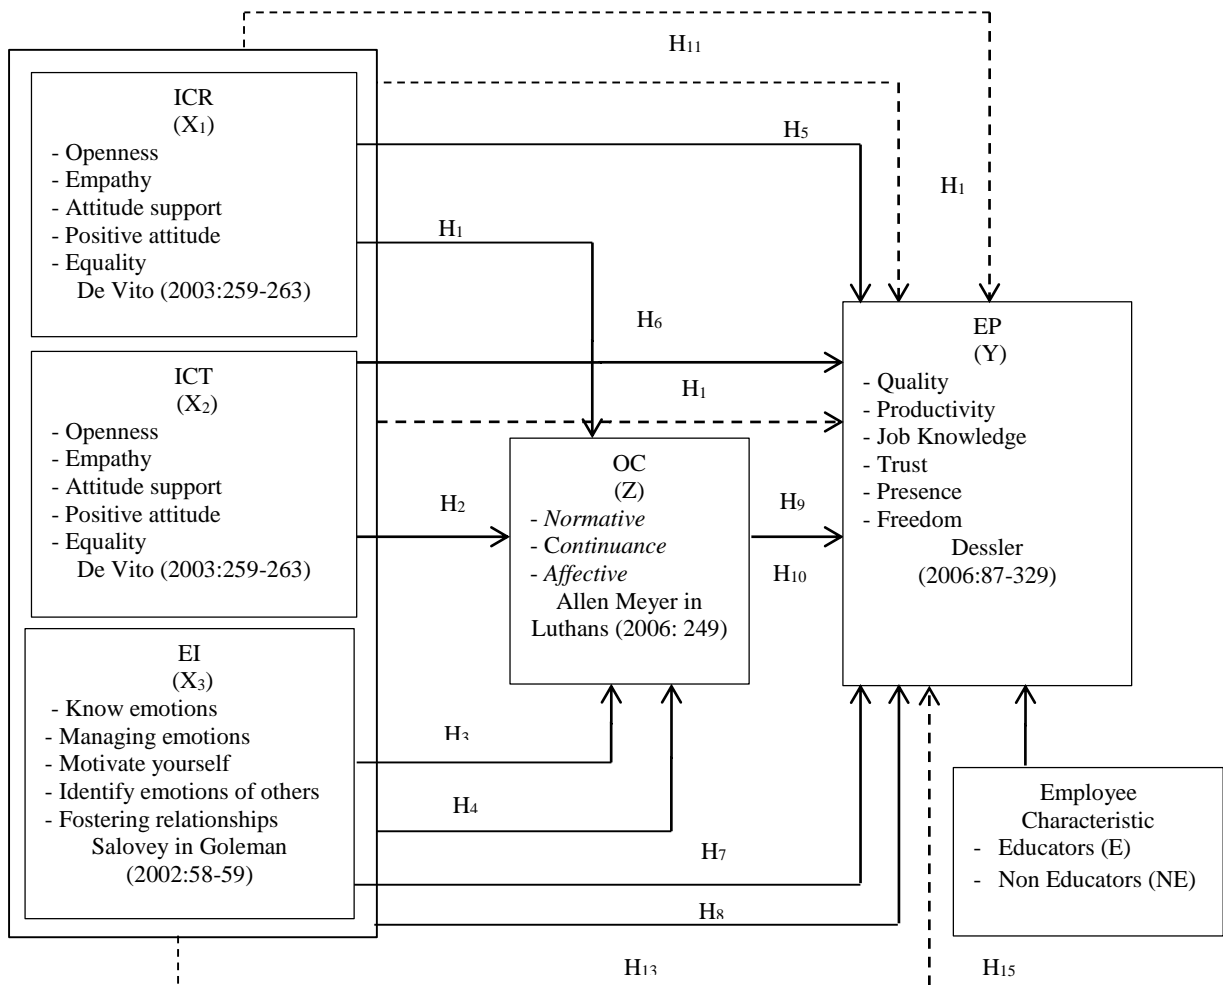 H11
ICR
(X1)
- Openness
- Empathy
- Attitude support
- Positive attitude
- Equality
De Vito (2003:259-263)
H5
H1
H1
H6
ICT
(X2)
- Openness
- Empathy
- Attitude support
- Positive attitude
- Equality
De Vito (2003:259-263)
H1
H2
OC
(Z)
- Normative
- Continuance
- Affective
Allen Meyer in
Luthans (2006: 249)
H9
H10
EP
(Y)
- Quality
- Productivity
- Job Knowledge
- Trust
- Presence
- Freedom
Dessler
(2006:87-329)
EI
(X3)
- Know emotions
- Managing emotions
- Motivate yourself
- Identify emotions of others
- Fostering relationships
Salovey in Goleman
(2002:58-59)
H3
H4
H7
H8
Employee
Characteristic
- Educators (E)
- Non Educators (NE)
H13
H15